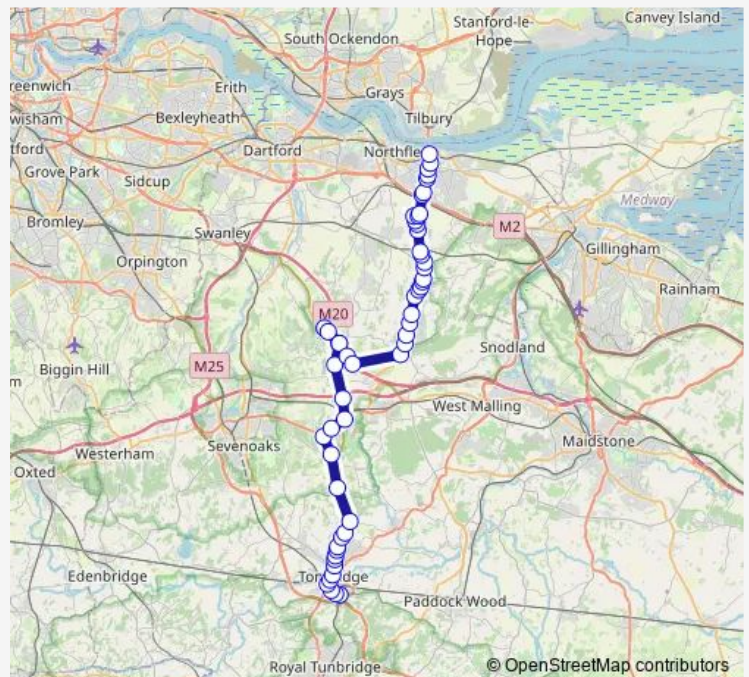 Canvey Island
Stanford-le
Hope
South Ockendon
reenwich
Erith
Grays
wisham
Bexleyheath
Tilbury
tford
Dartford
Northfle
Grove Park
Sidcup
Medway
Bromley
Swanley
M2
Gillingham
Orpington
Rainham
M20
Biggin Hill
M25
Snodland
m
West Malling
Sevenoaks
Maidstone
Westerham
Oxted
Edenbridge
Tonbridge
Paddock Wood
Royal Tunbridge
© OpenStreetMap contributors